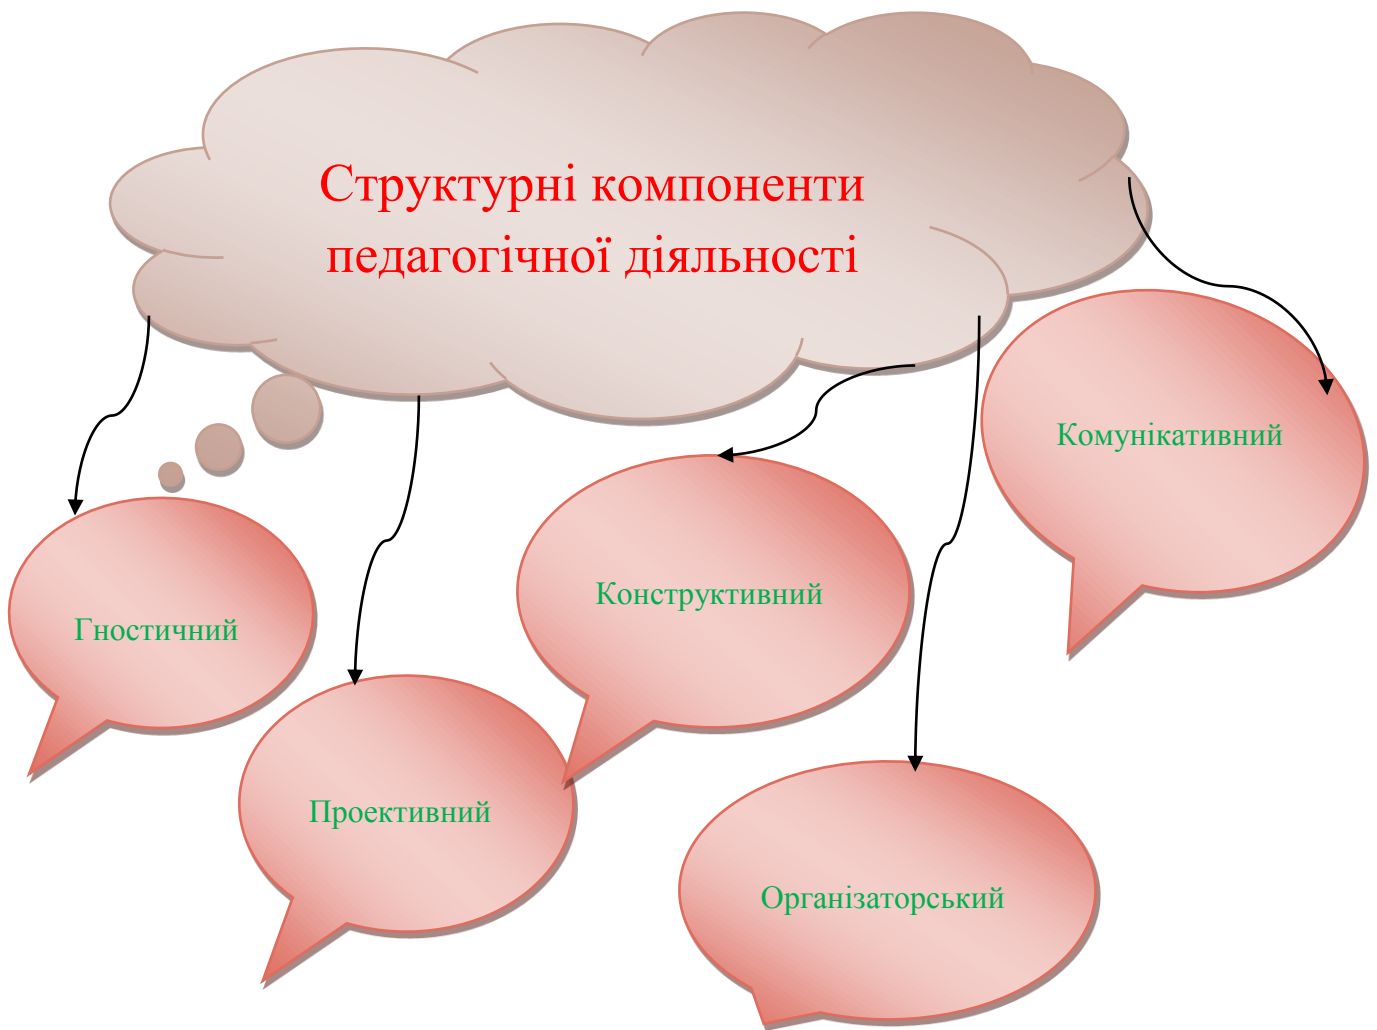 Структурні компоненти
педагогічної діяльності
Комунікативний
Конструктивний
Гностичний
Проективний
Організаторський